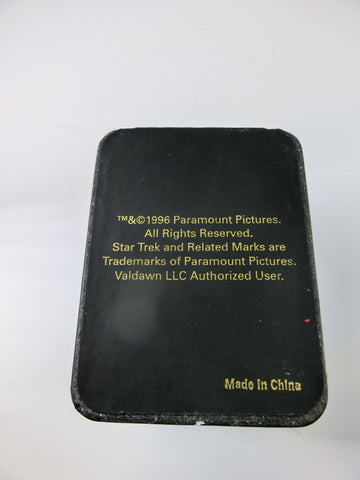 ™&©1996 Paramount Pictures.
All Rights Reserved.
Star Trek and Related Marks are
Trademarks of Paramount Pictures.
Valdawn LLC Authorized User.
Made In China